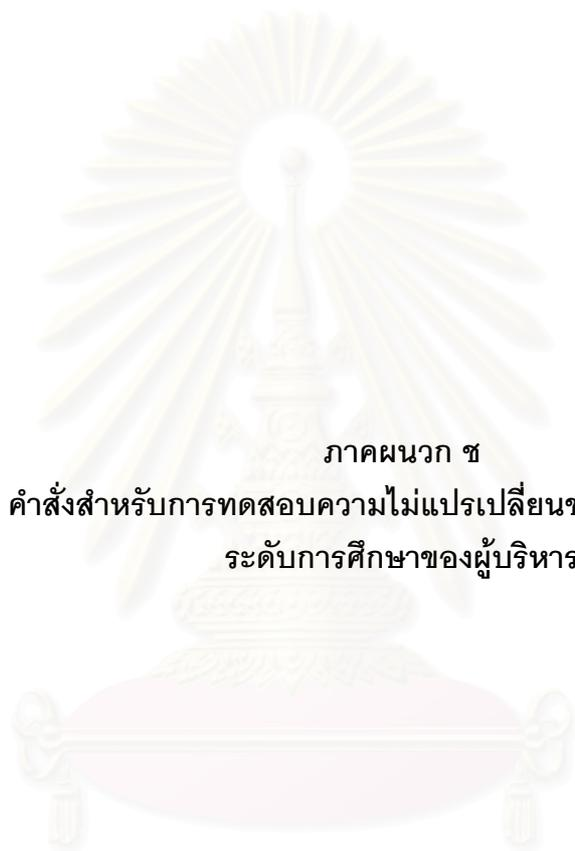 ภาคผนวก ช
คำสั่งสำหรับการทดสอบความไม่แปรเปลี่ยน
ระดับการศึกษาของผู้บริหาร